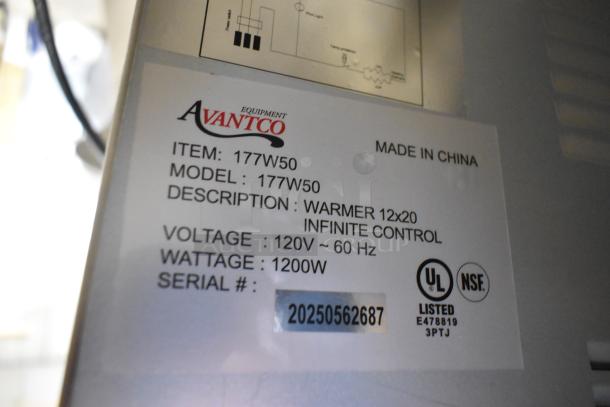 EQUIPMENT
AVANTCO
ITEM: 177W50
MADE IN CHINA
MODEL: 177W50
DESCRIPTION: WARMER 12x20
INFINITE CONTROL
VOLTAGE: 120V ~ 60 Hz
WATTAGE: 1200W
SERIAL #:
20250562687
UL
NSF
LISTED
E478819
3PTJ